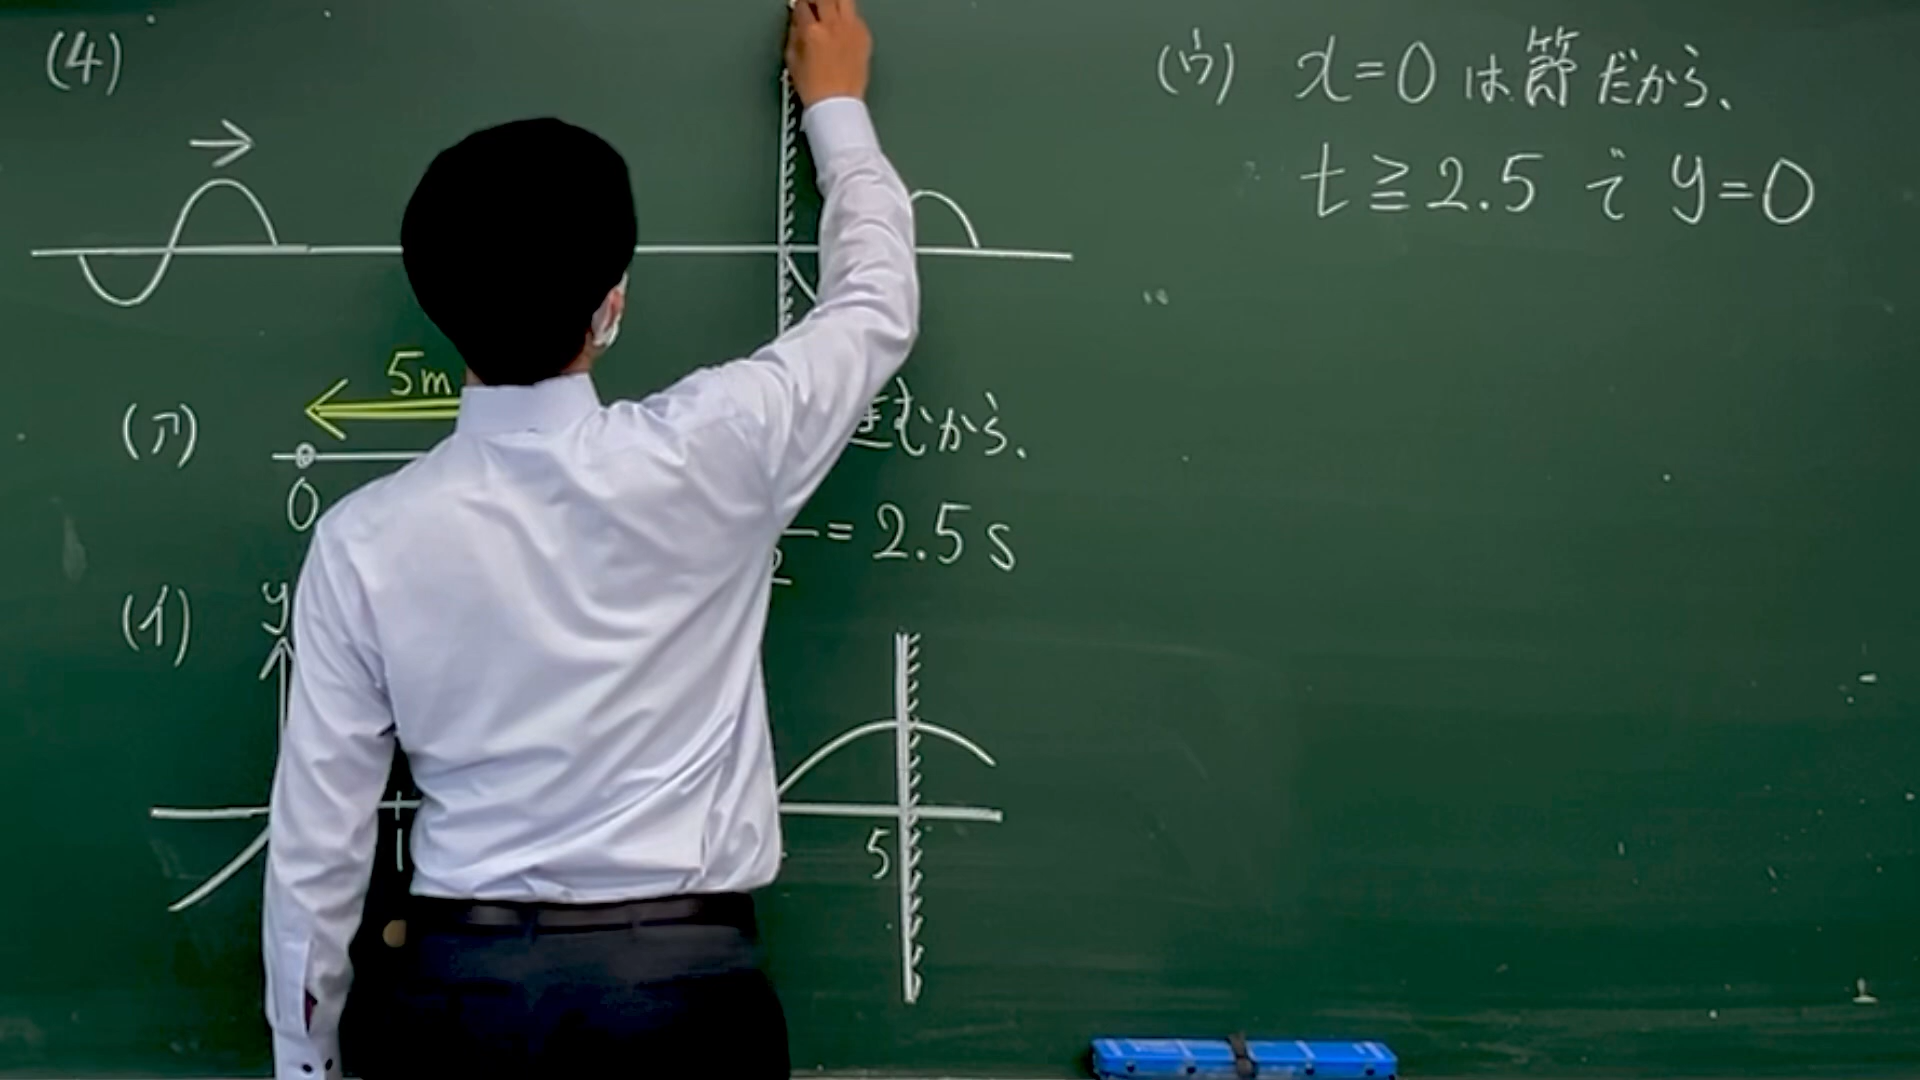 (4)
5m
(ア)
0
むから、
= 2.5 s
(イ) y
1
5
(ウ) x=0 は節だから、
t≧2.5 で y=0